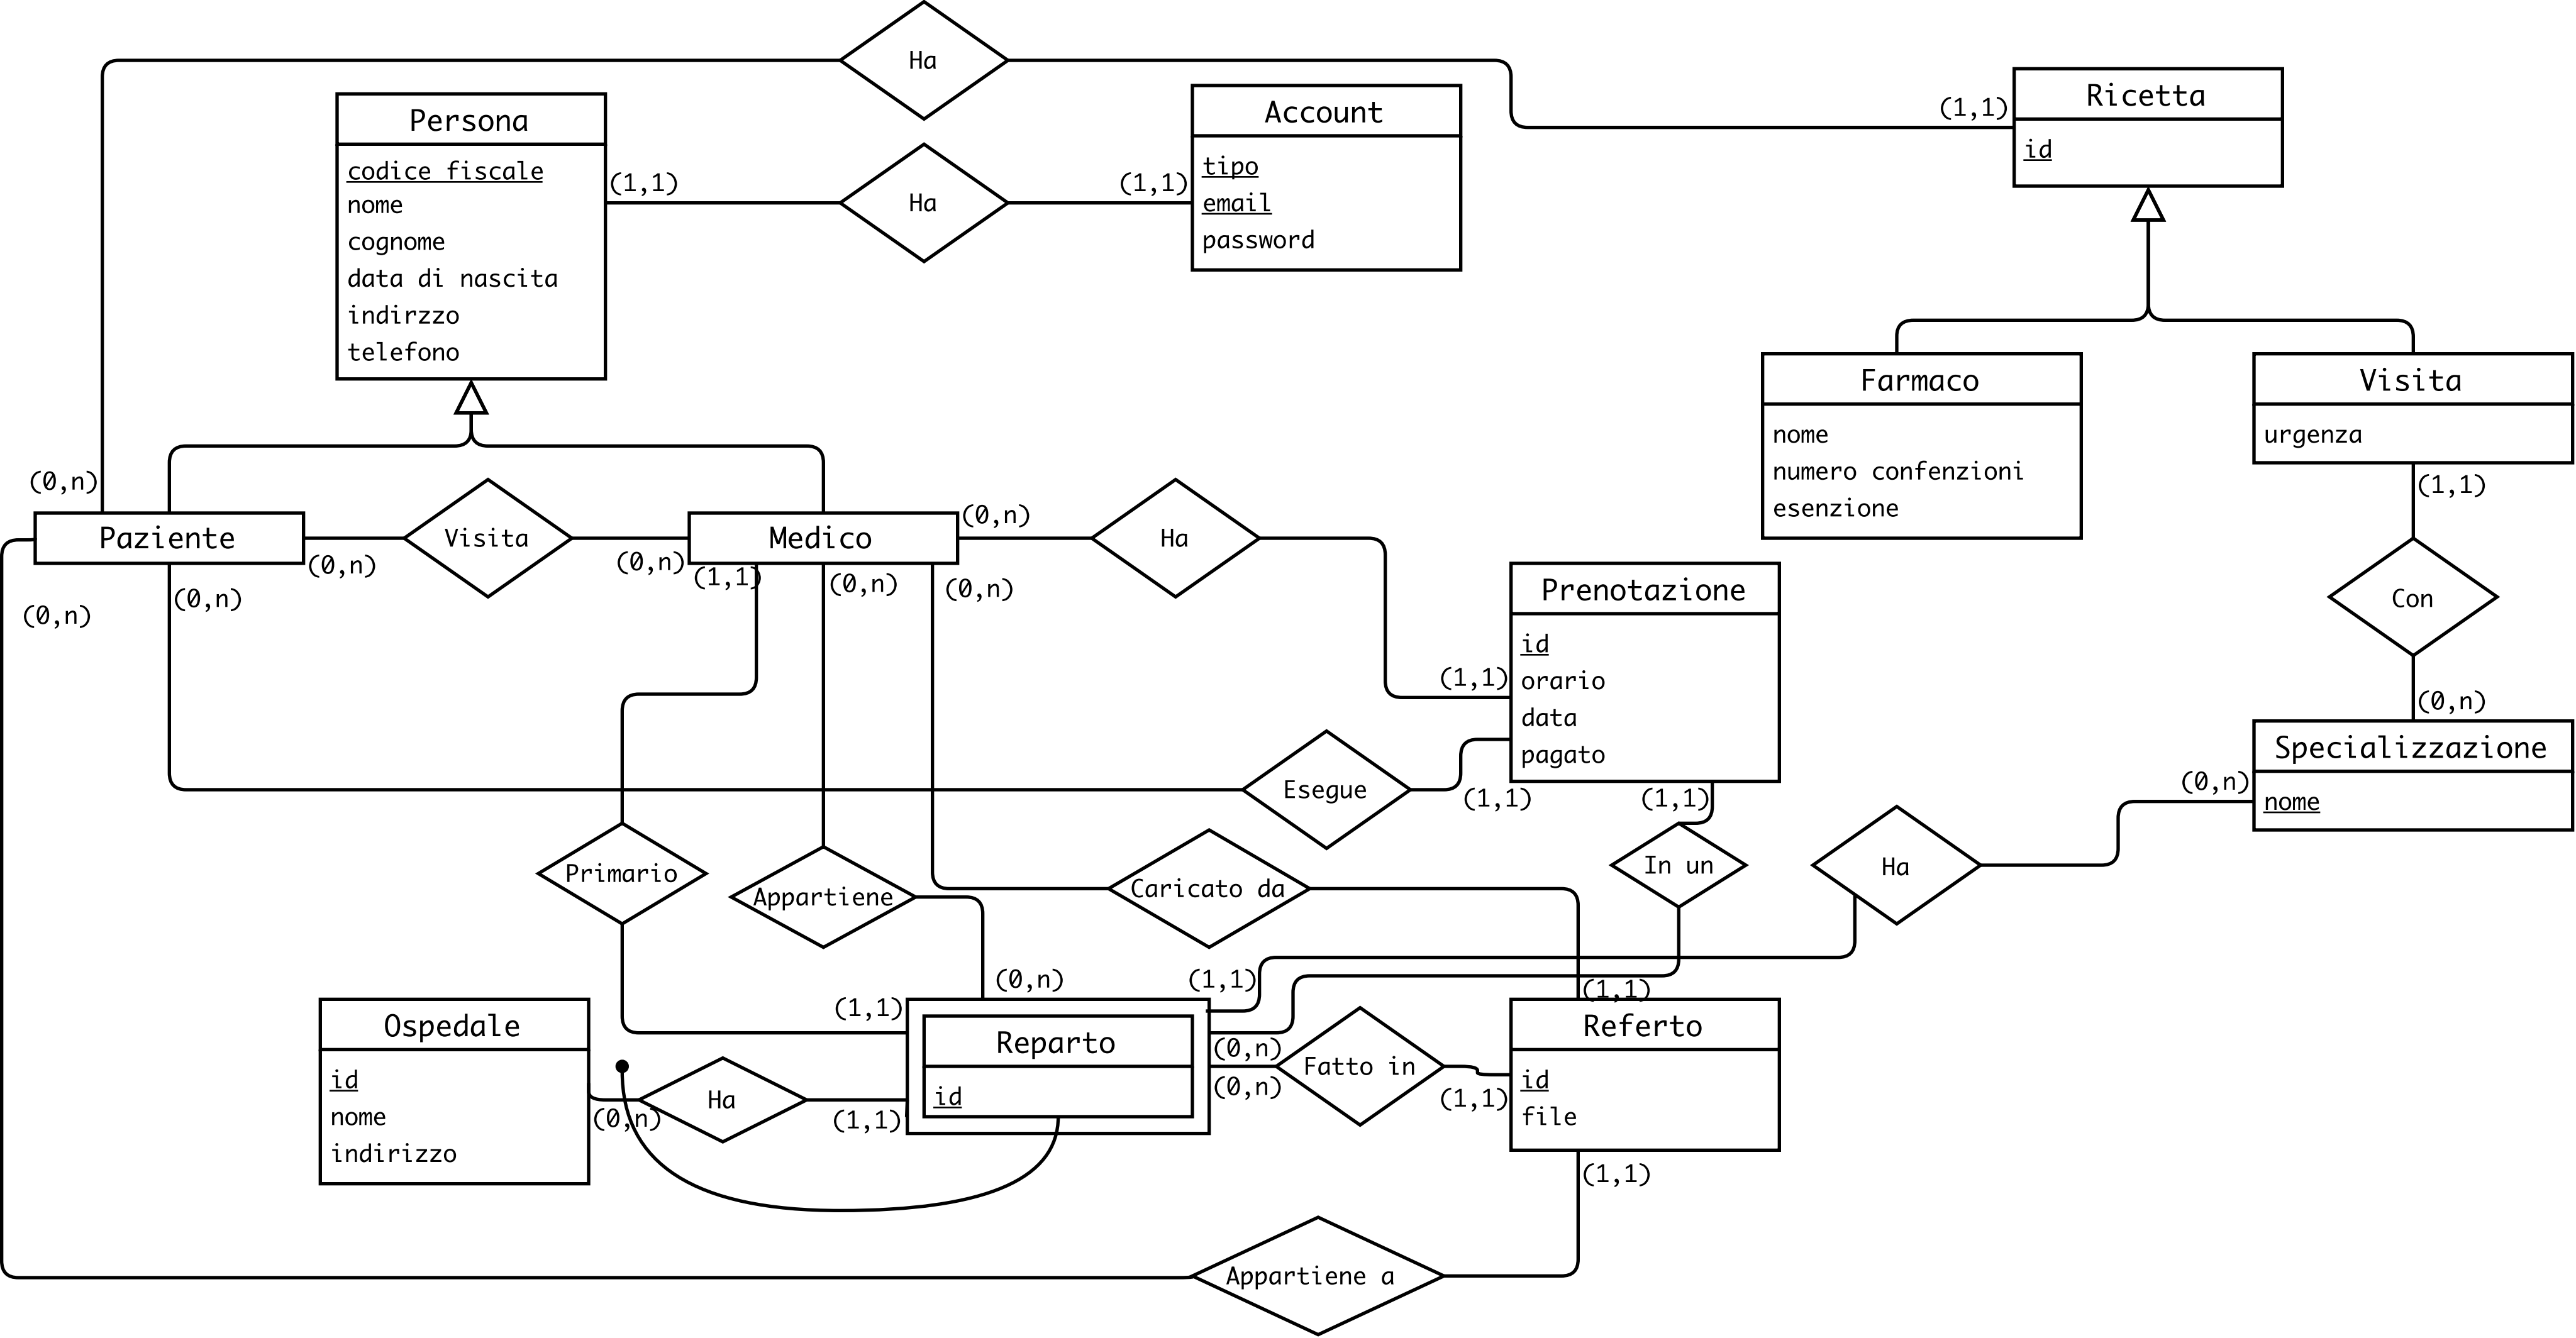 Ha
Ricetta
id
(1,1)
Persona
codice fiscale
nome
cognome
data di nascita
indirzzo
telefono
(1,1)
Ha
(1,1)
Account
tipo
email
password
Farmaco
nome
numero confenzioni
esenzione
Visita
urgenza
(1,1)
Con
(0,n)
Specializzazione
nome
(0,n)
(0,n)
Paziente
(0,n)
(0,n)
(0,n)
Visita
(0,n)
Medico
(1,1)
(0,n)
(0,n)
(0,n)
Ha
(1,1)
Prenotazione
id
orario
data
pagato
Esegue
(1,1)
(1,1)
In un
Ha
Primario
Appartiene
Caricato da
(0,n)
(1,1)
(1,1)
(1,1)
Ospedale
id
nome
indirizzo
(0,n)
Ha
(1,1)
Reparto
id
(0,n)
(0,n)
Fatto in
(1,1)
Referto
id
file
(1,1)
Appartiene a